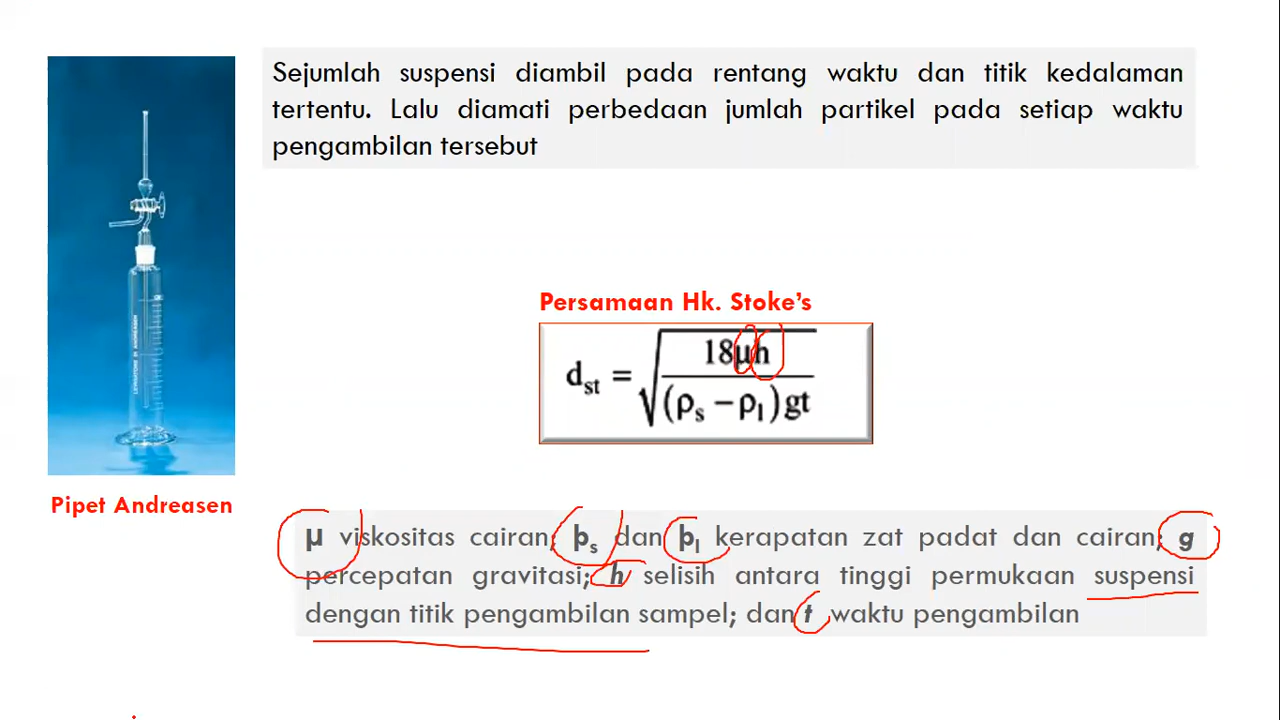 Sejumlah suspensi diambil pada rentang waktu dan titik kedalaman
tertentu. Lalu diamati perbedaan jumlah partikel pada setiap waktu
pengambilan tersebut
Persamaan Hk. Stoke's
d_st = √(18μh / (ρ_s − ρ_l)gt)
Pipet Andreasen
μ viskositas cairan; þ_s dan þ_l kerapatan zat padat dan cairan; g
percepatan gravitasi; h selisih antara tinggi permukaan suspensi
dengan titik pengambilan sampel; dan t waktu pengambilan